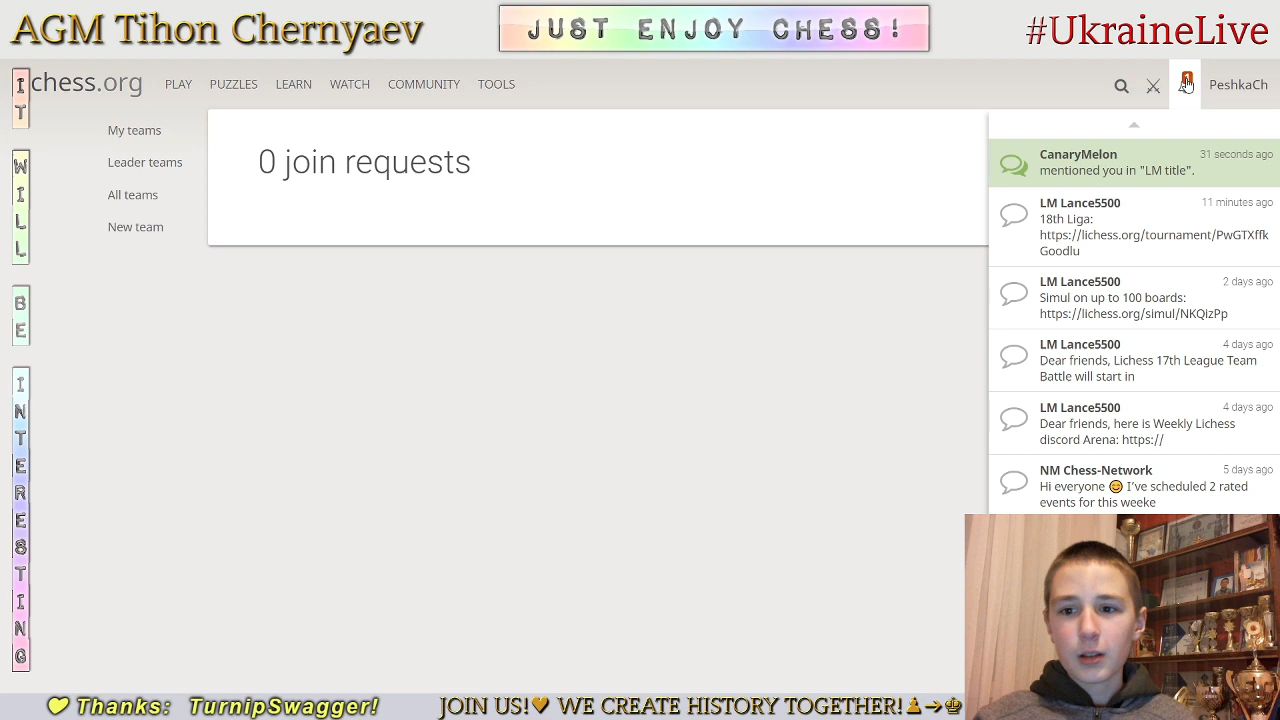 AGM Tihon Chernyaev
JUST ENJOY CHESS!
#UkraineLive
IT WILL BE INTERESTING
chess.org
PLAY PUZZLES LEARN WATCH COMMUNITY TOOLS
1
PeshkaCh
My teams
Leader teams
All teams
New team
0 join requests
CanaryMelon 31 seconds ago
mentioned you in "LM title".
LM Lance5500 11 minutes ago
18th Liga:
https://lichess.org/tournament/PwGTXffk
Goodlu
LM Lance5500 2 days ago
Simul on up to 100 boards:
https://lichess.org/simul/NKQizPp
LM Lance5500 4 days ago
Dear friends, Lichess 17th League Team
Battle will start in
LM Lance5500 4 days ago
Dear friends, here is Weekly Lichess
discord Arena: https://
NM Chess-Network 5 days ago
Hi everyone 😊 I've scheduled 2 rated
events for this weeke
💛 Thanks: TurnipSwagger!
JOIN US!🧡 WE CREATE HISTORY TOGETHER!♟→♚